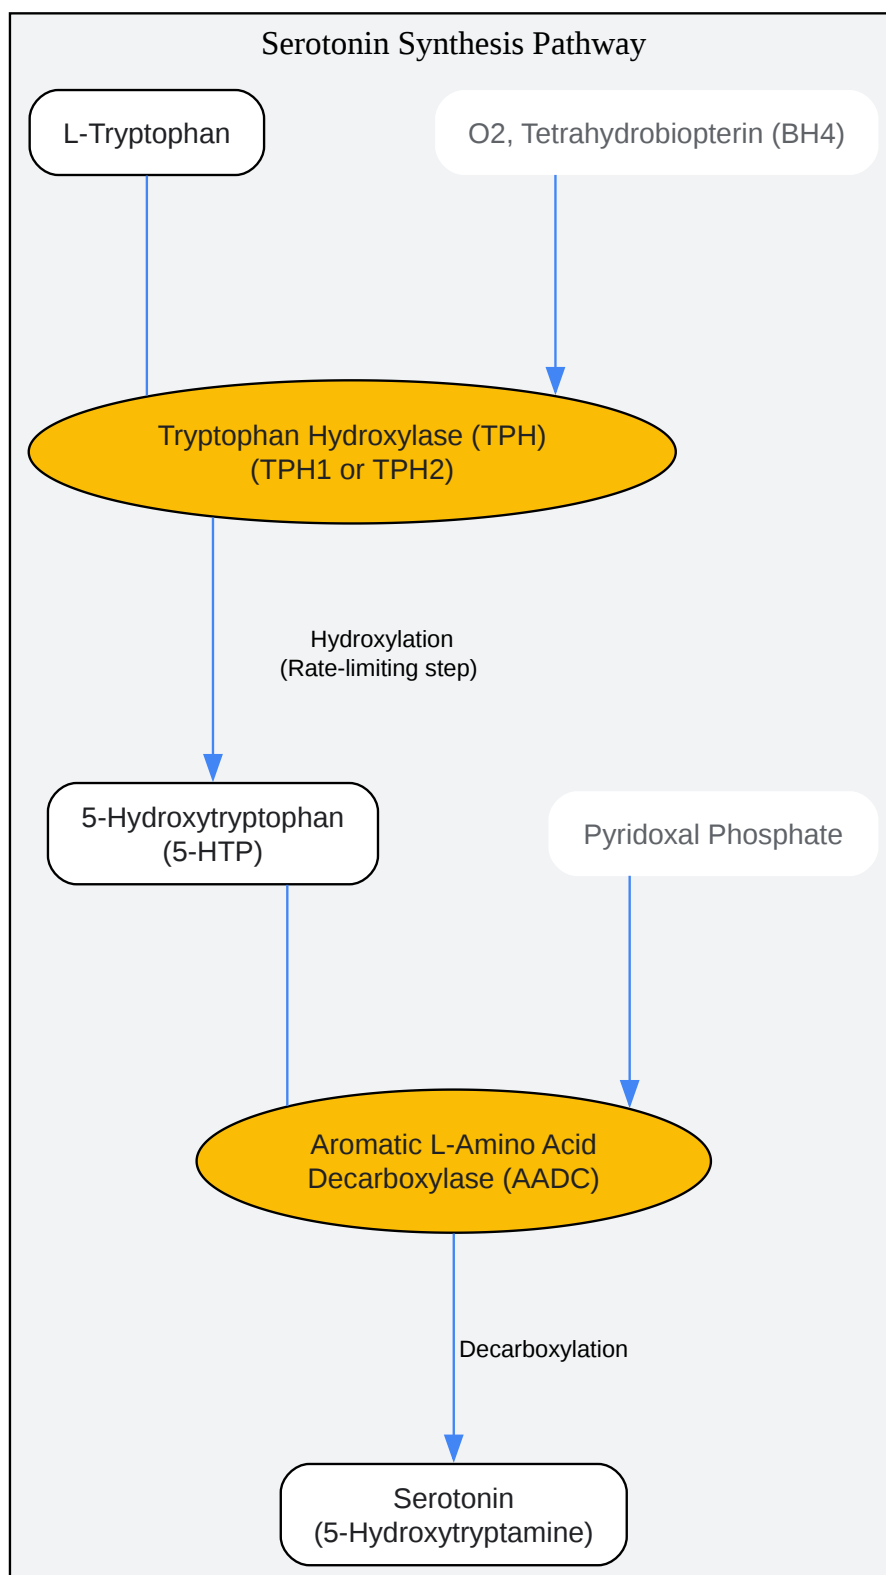 Serotonin Synthesis Pathway
L-Tryptophan
O2, Tetrahydrobiopterin (BH4)
Tryptophan Hydroxylase (TPH)
(TPH1 or TPH2)
Hydroxylation
(Rate-limiting step)
5-Hydroxytryptophan
(5-HTP)
Pyridoxal Phosphate
Aromatic L-Amino Acid
Decarboxylase (AADC)
Decarboxylation
Serotonin
(5-Hydroxytryptamine)